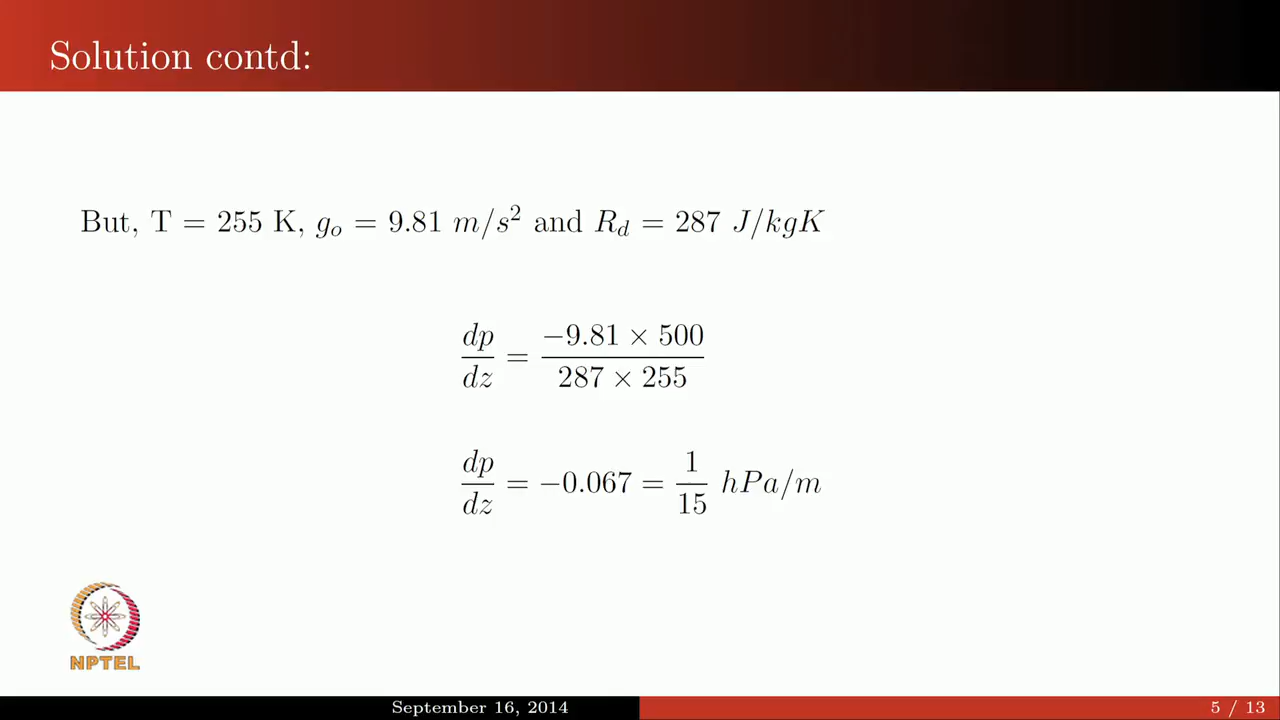 Solution contd:
But, T = 255 K, g_o = 9.81 m/s² and R_d = 287 J/kgK
dp/dz = (−9.81 × 500)/(287 × 255)
dp/dz = −0.067 = 1/15 hPa/m
NPTEL
September 16, 2014
5 / 13